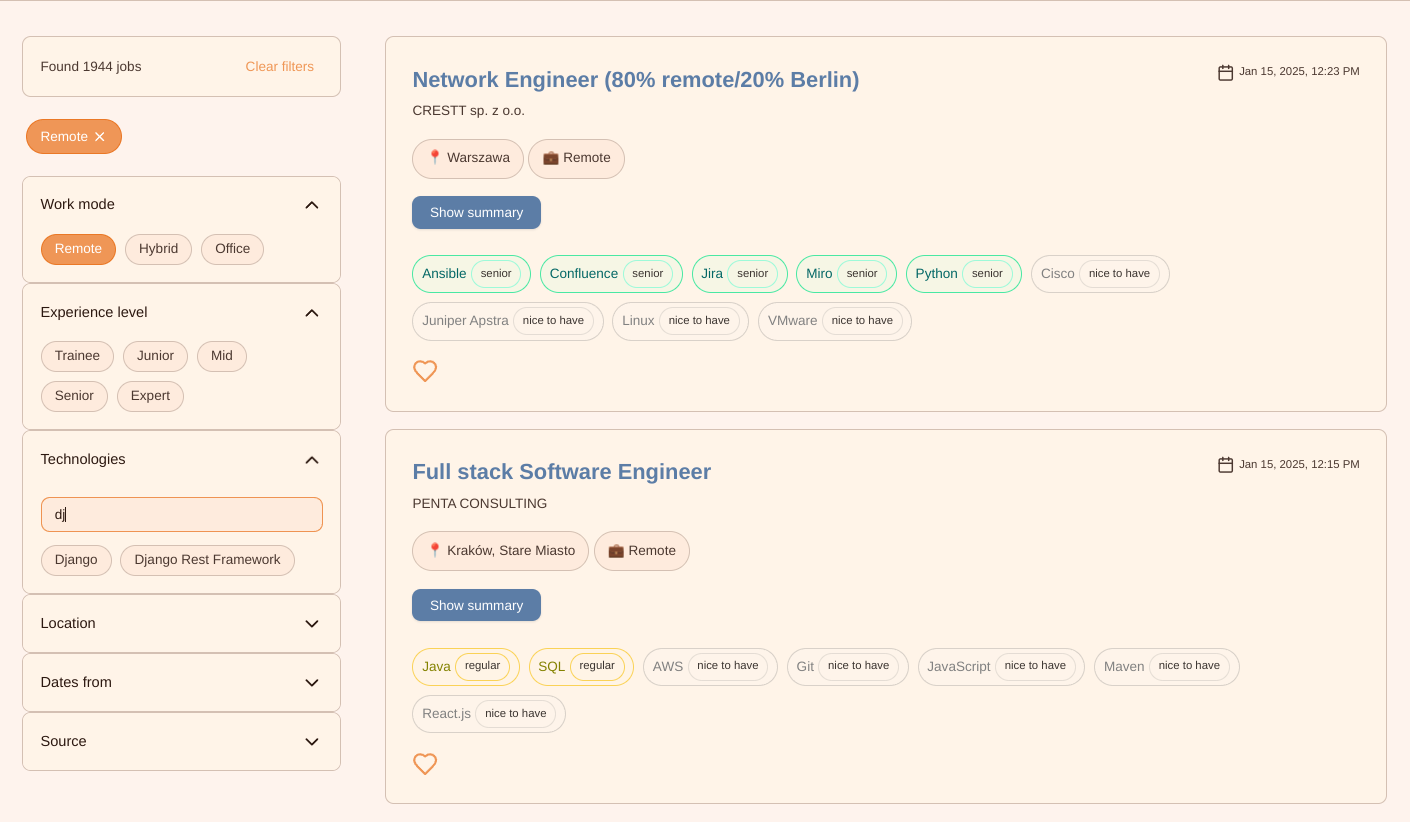 Found 1944 jobs
Clear filters
Remote
Work mode
Remote Hybrid Office
Experience level
Trainee Junior Mid
Senior Expert
Technologies
dj
Django Django Rest Framework
Location
Dates from
Source
Network Engineer (80% remote/20% Berlin)
Jan 15, 2025, 12:23 PM
CRESTT sp. z o.o.
Warszawa Remote
Show summary
Ansible senior Confluence senior Jira senior Miro senior Python senior Cisco nice to have
Juniper Apstra nice to have Linux nice to have VMware nice to have
Full stack Software Engineer
Jan 15, 2025, 12:15 PM
PENTA CONSULTING
Kraków, Stare Miasto Remote
Show summary
Java regular SQL regular AWS nice to have Git nice to have JavaScript nice to have Maven nice to have
React.js nice to have